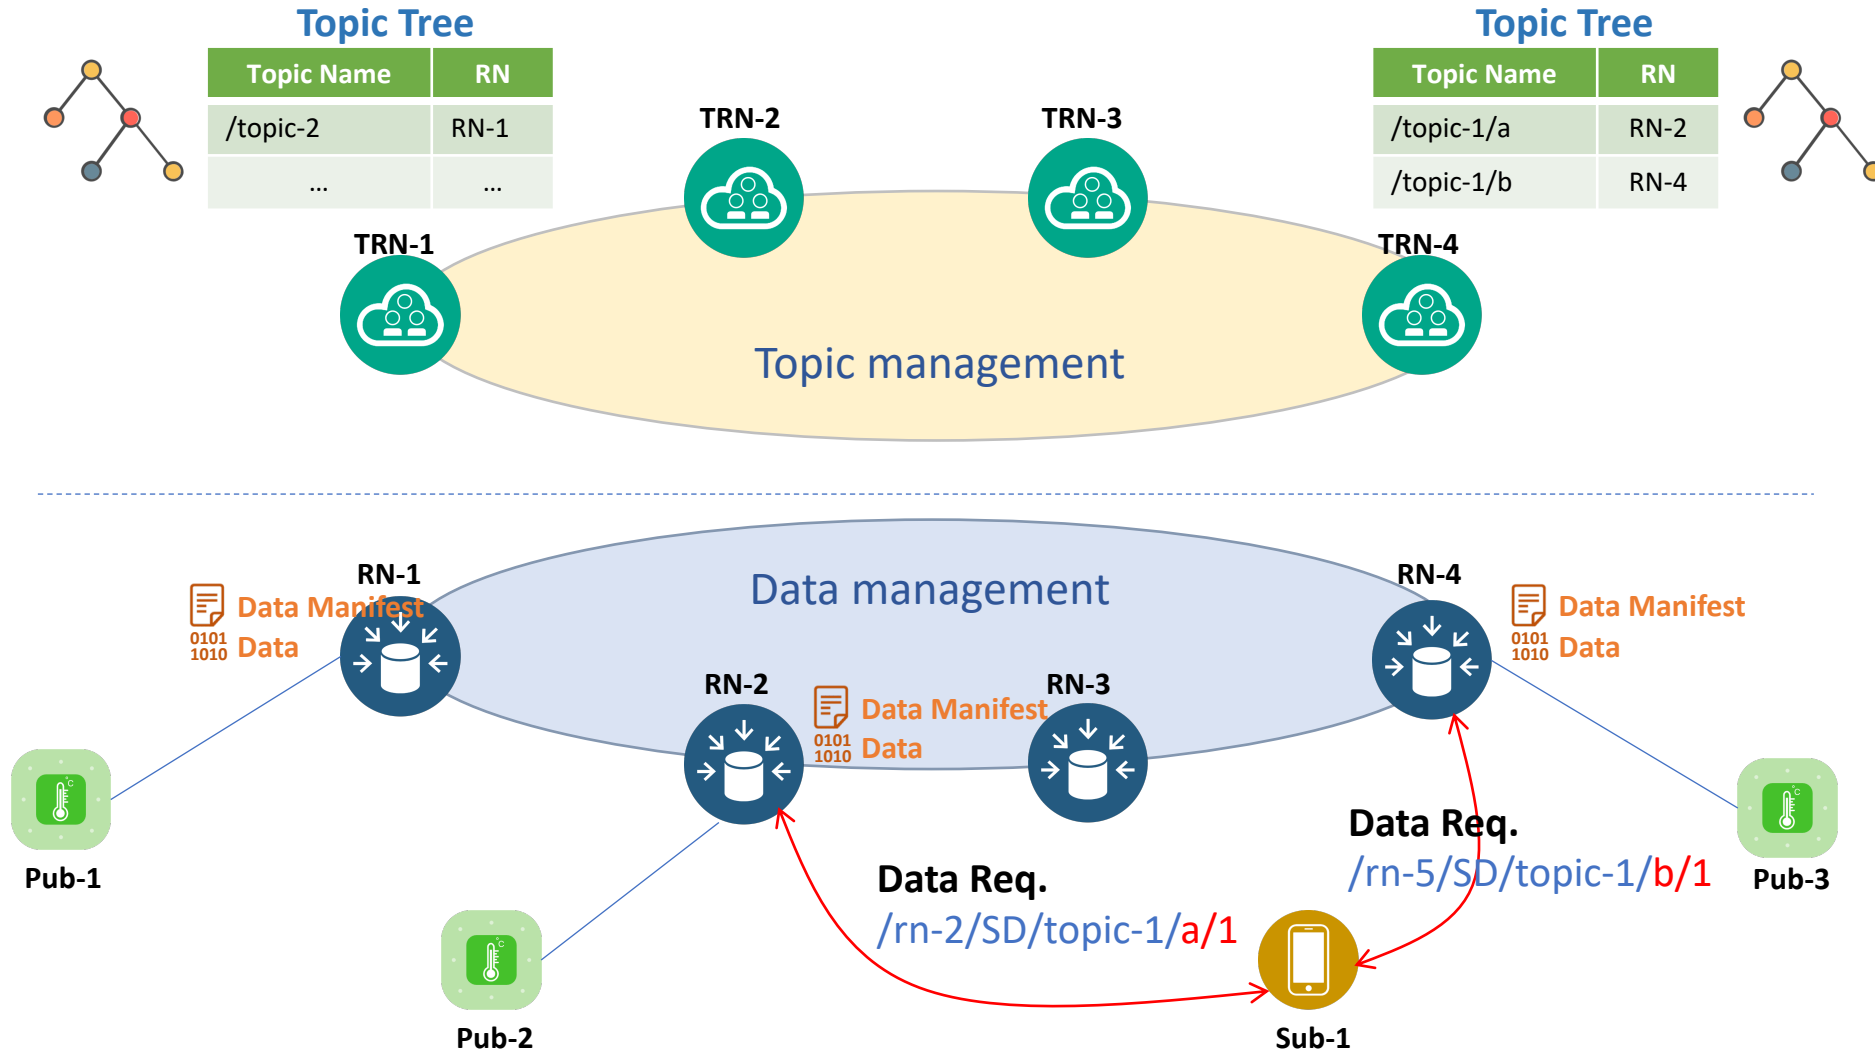 Topic Tree
Topic Name RN
/topic-2 RN-1
... ...
Topic Tree
Topic Name RN
/topic-1/a RN-2
/topic-1/b RN-4
TRN-1
TRN-2
TRN-3
TRN-4
Topic management
Data management
RN-1
Data Manifest
0101
1010 Data
RN-2
Data Manifest
0101
1010 Data
RN-3
RN-4
Data Manifest
0101
1010 Data
Pub-1
°C
Pub-2
°C
Data Req.
/rn-2/SD/topic-1/a/1
Data Req.
/rn-5/SD/topic-1/b/1
Sub-1
Pub-3
°C